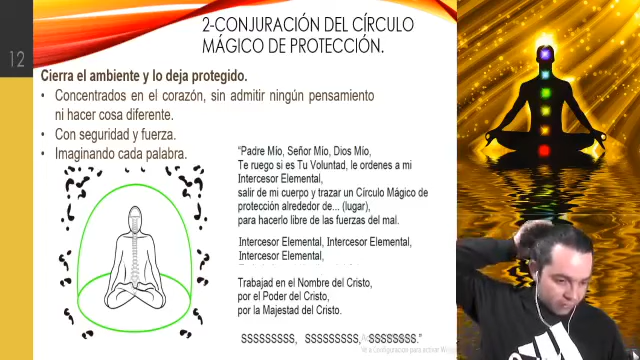 12
2-CONJURACIÓN DEL CÍRCULO
MÁGICO DE PROTECCIÓN.
Cierra el ambiente y lo deja protegido.
• Concentrados en el corazón, sin admitir ningún pensamiento
ni hacer cosa diferente.
• Con seguridad y fuerza.
• Imaginando cada palabra.
"Padre Mío, Señor Mío, Dios Mío,
Te ruego si es Tu Voluntad, le ordenes a mi
Intercesor Elemental,
salir de mi cuerpo y trazar un Círculo Mágico de
protección alrededor de... (lugar),
para hacerlo libre de las fuerzas del mal.
Intercesor Elemental, Intercesor Elemental,
Intercesor Elemental,
Trabajad en el Nombre del Cristo,
por el Poder del Cristo,
por la Majestad del Cristo.
SSSSSSSSS, SSSSSSSSS, SSSSSSSS."
Ve a Configuración para activar